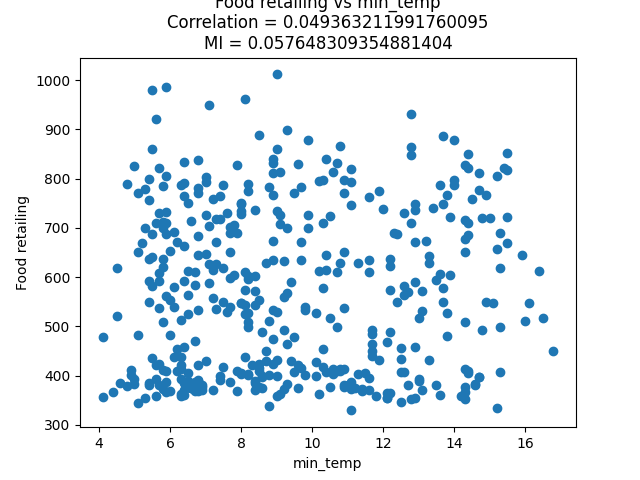 Food retailing vs min_temp
Correlation = 0.049363211991760095
MI = 0.057648309354881404
1000
900
800
700
600
500
400
300
Food retailing
4 6 8 10 12 14 16
min_temp